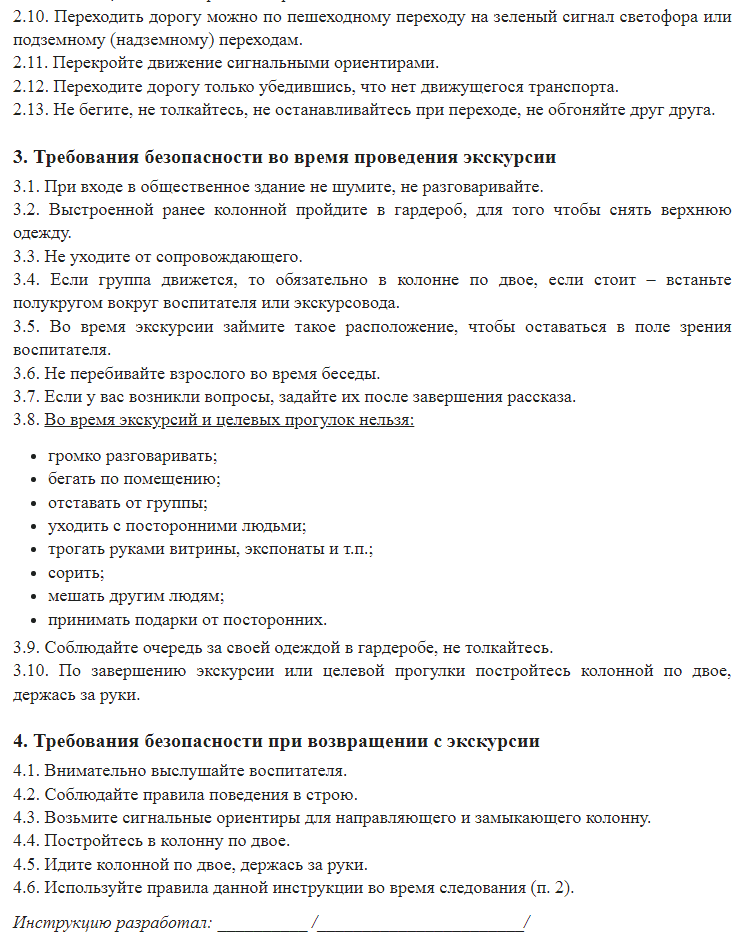 2.10. Переходить дорогу можно по пешеходному переходу на зеленый сигнал светофора или
подземному (надземному) переходам.
2.11. Перекройте движение сигнальными ориентирами.
2.12. Переходите дорогу только убедившись, что нет движущегося транспорта.
2.13. Не бегите, не толкайтесь, не останавливайтесь при переходе, не обгоняйте друг друга.
3. Требования безопасности во время проведения экскурсии
3.1. При входе в общественное здание не шумите, не разговаривайте.
3.2. Выстроенной ранее колонной пройдите в гардероб, для того чтобы снять верхнюю
одежду.
3.3. Не уходите от сопровождающего.
3.4. Если группа движется, то обязательно в колонне по двое, если стоит – встаньте
полукругом вокруг воспитателя или экскурсовода.
3.5. Во время экскурсии займите такое расположение, чтобы оставаться в поле зрения
воспитателя.
3.6. Не перебивайте взрослого во время беседы.
3.7. Если у вас возникли вопросы, задайте их после завершения рассказа.
3.8. Во время экскурсий и целевых прогулок нельзя:
• громко разговаривать;
• бегать по помещению;
• отставать от группы;
• уходить с посторонними людьми;
• трогать руками витрины, экспонаты и т.п.;
• сорить;
• мешать другим людям;
• принимать подарки от посторонних.
3.9. Соблюдайте очередь за своей одеждой в гардеробе, не толкайтесь.
3.10. По завершению экскурсии или целевой прогулки постройтесь колонной по двое,
держась за руки.
4. Требования безопасности при возвращении с экскурсии
4.1. Внимательно выслушайте воспитателя.
4.2. Соблюдайте правила поведения в строю.
4.3. Возьмите сигнальные ориентиры для направляющего и замыкающего колонну.
4.4. Постройтесь в колонну по двое.
4.5. Идите колонной по двое, держась за руки.
4.6. Используйте правила данной инструкции во время следования (п. 2).
Инструкцию разработал: __________ /_______________________/